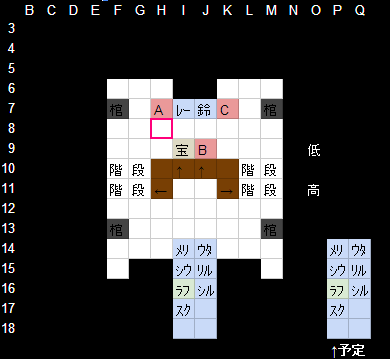 B C D E F G H I J K L M N O P Q
3
4
5
6
7 棺 A ﾚｰ 鈴 C 棺
8
9 宝 B 低
10 階 段 ↑ ↑ 階 段
11 階 段 ← → 階 段 高
12
13 棺 棺
14 ﾒﾘ ｳﾀ ﾒﾘ ｳﾀ
15 ｼｳ ﾘﾙ ｼｳ ﾘﾙ
16 ﾗﾌ ｼﾙ ﾗﾌ ｼﾙ
17 ｽｸ ｽｸ
18
↑予定